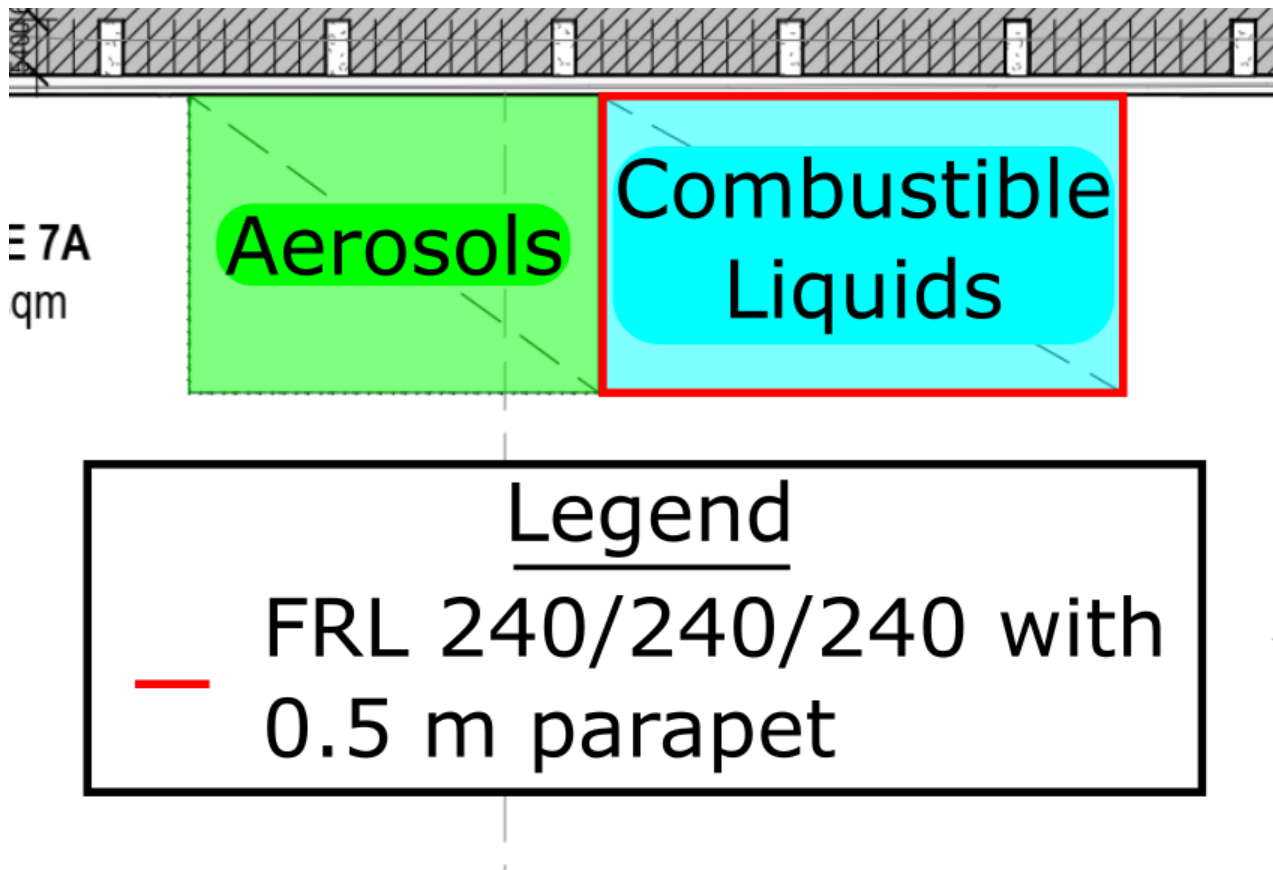 E 7A
qm
Aerosols
Combustible
Liquids
Legend
FRL 240/240/240 with
0.5 m parapet